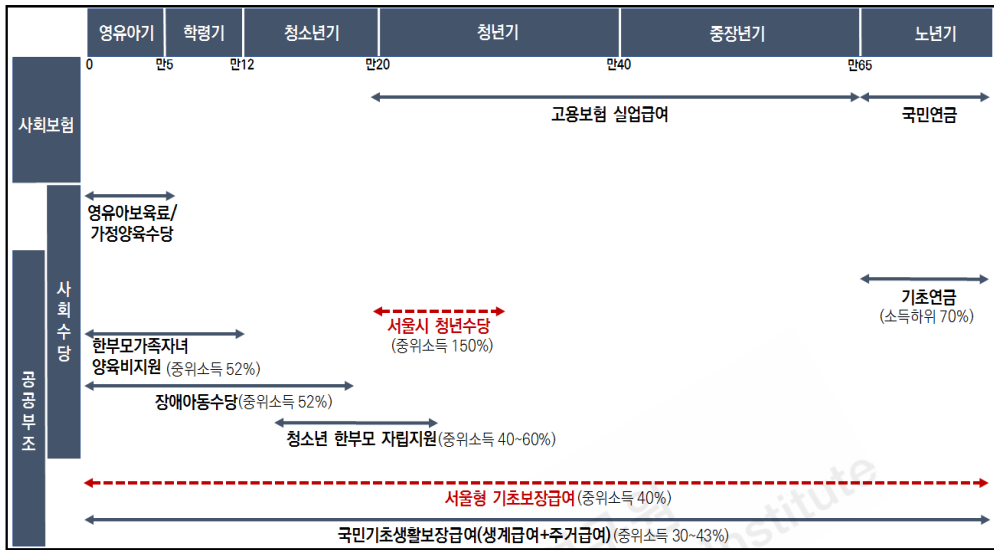 영유아기 학령기 청소년기 청년기 중장년기 노년기
0 만5 만12 만20 만40 만65
사회보험
고용보험 실업급여
국민연금
사회수당
영유아보육료/
가정양육수당
기초연금
(소득하위 70%)
서울시 청년수당
(중위소득 150%)
한부모가족자녀
양육비지원 (중위소득 52%)
공공부조
장애아동수당(중위소득 52%)
청소년 한부모 자립지원(중위소득 40~60%)
서울형 기초보장급여(중위소득 40%)
국민기초생활보장급여(생계급여+주거급여)(중위소득 30~43%)